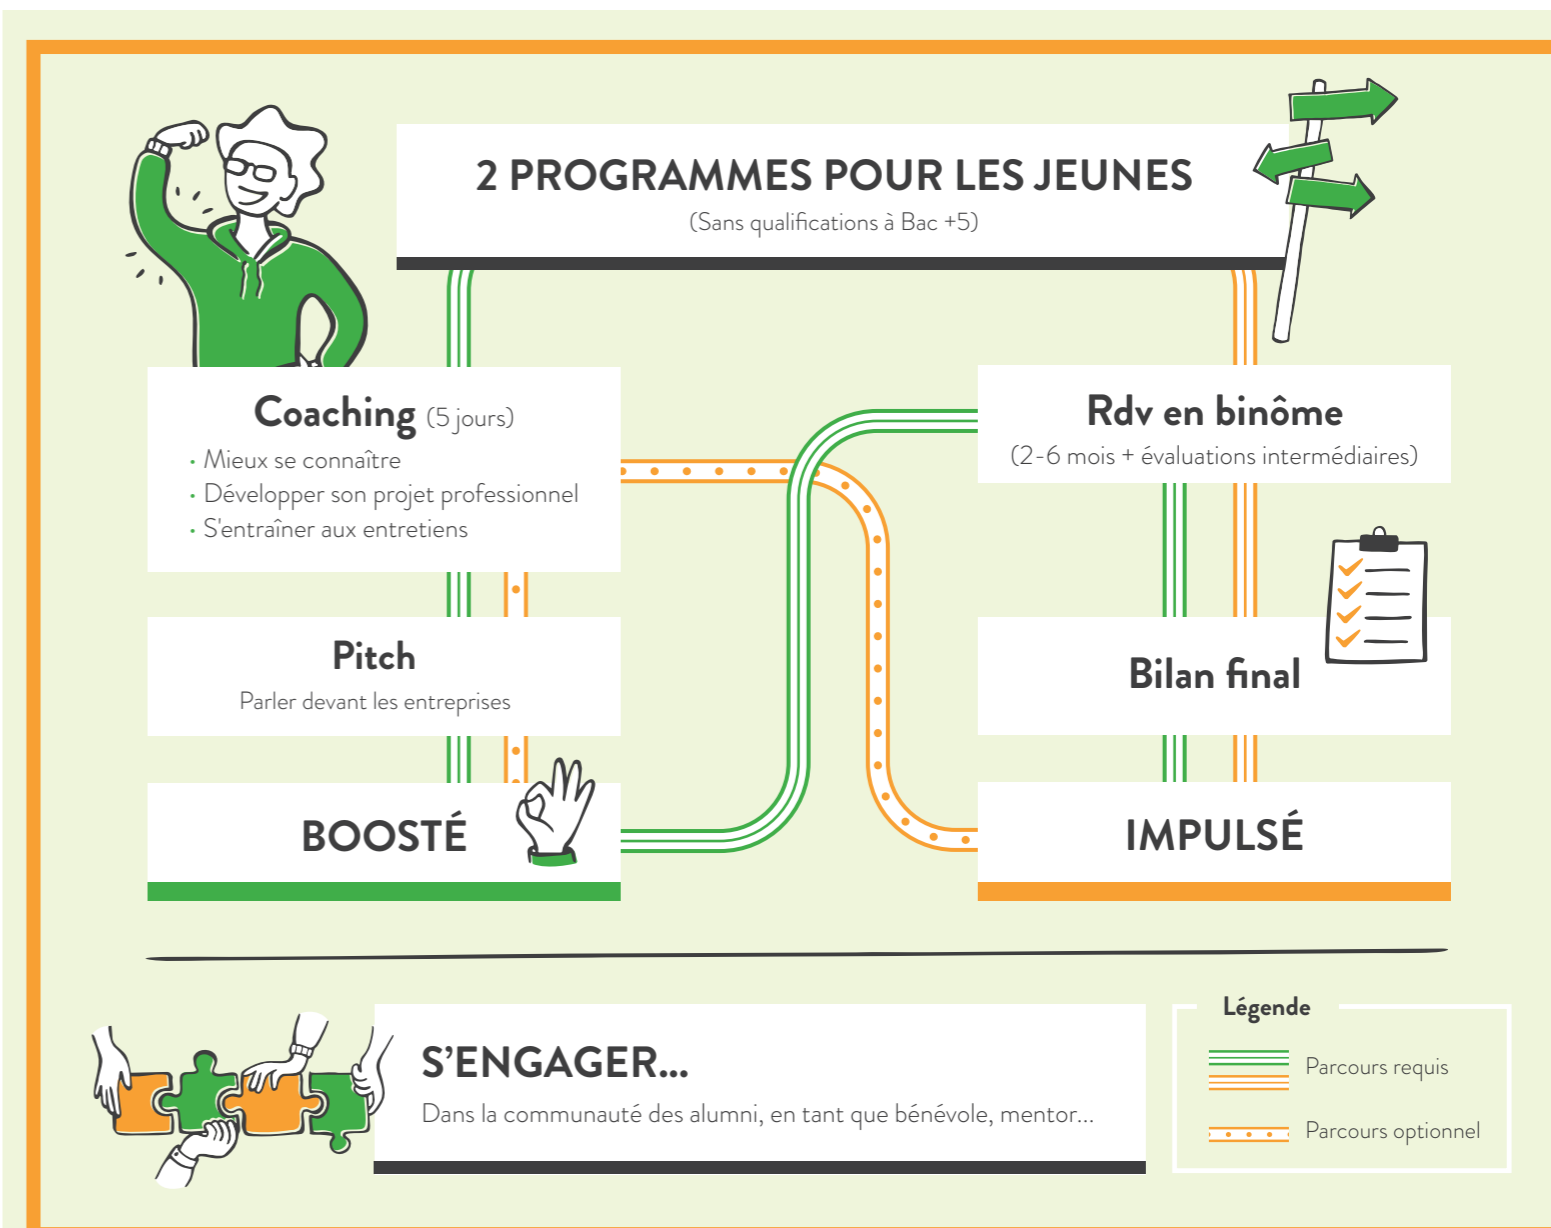 2 PROGRAMMES POUR LES JEUNES
(Sans qualifications à Bac +5)
Coaching (5 jours)
• Mieux se connaître
• Développer son projet professionnel
• S'entraîner aux entretiens
Pitch
Parler devant les entreprises
BOOSTÉ
Rdv en binôme
(2-6 mois + évaluations intermédiaires)
Bilan final
IMPULSÉ
S'ENGAGER...
Dans la communauté des alumni, en tant que bénévole, mentor...
Légende
Parcours requis
Parcours optionnel